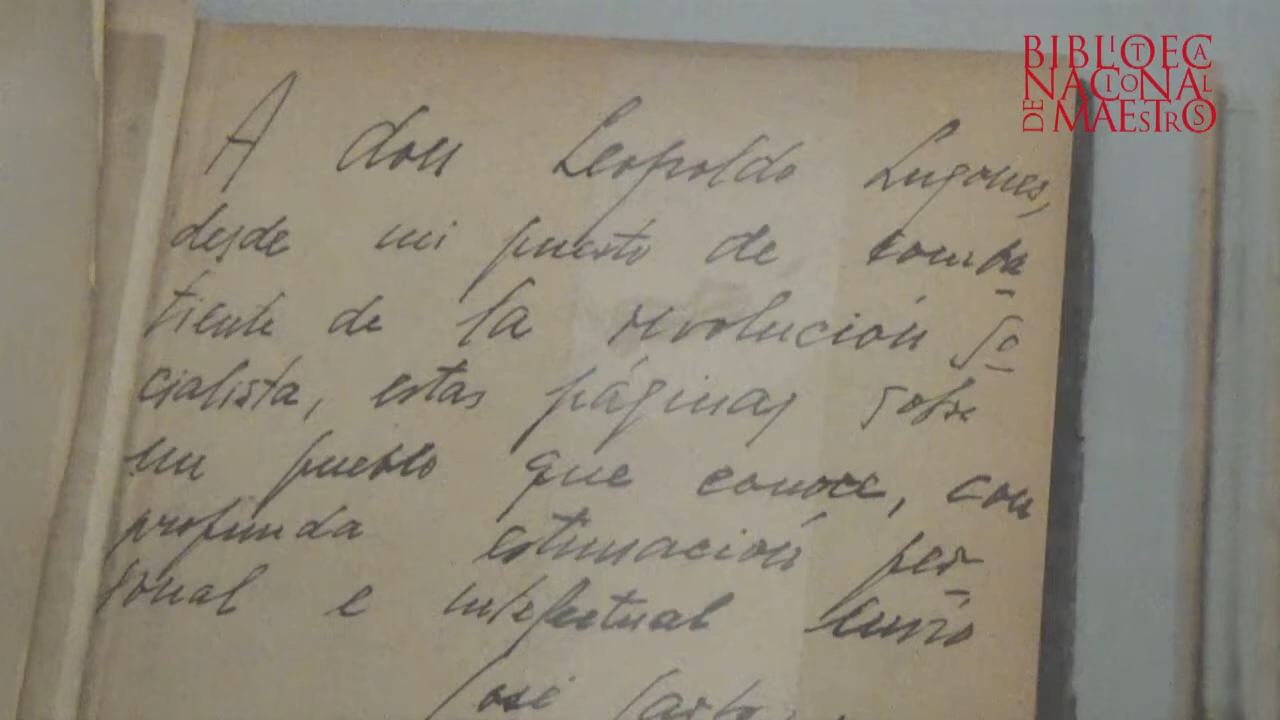 BIBLIOTECA
NACIONAL
DE MAESTROS
A don Leopoldo Lugones,
desde mi puesto de comba-
tiente de la revolución so-
cialista, estas páginas sobre
un pueblo que conoce, con
profunda estimación per-
sonal e intelectual
José